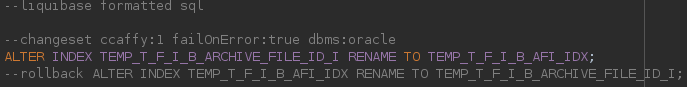 --liquibase formatted sql
--changeset ccaffy:1 failOnError:true dbms:oracle
ALTER INDEX TEMP_T_F_I_B_ARCHIVE_FILE_ID_I RENAME TO TEMP_T_F_I_B_AFI_IDX;
--rollback ALTER INDEX TEMP_T_F_I_B_AFI_IDX RENAME TO TEMP_T_F_I_B_ARCHIVE_FILE_ID_I;